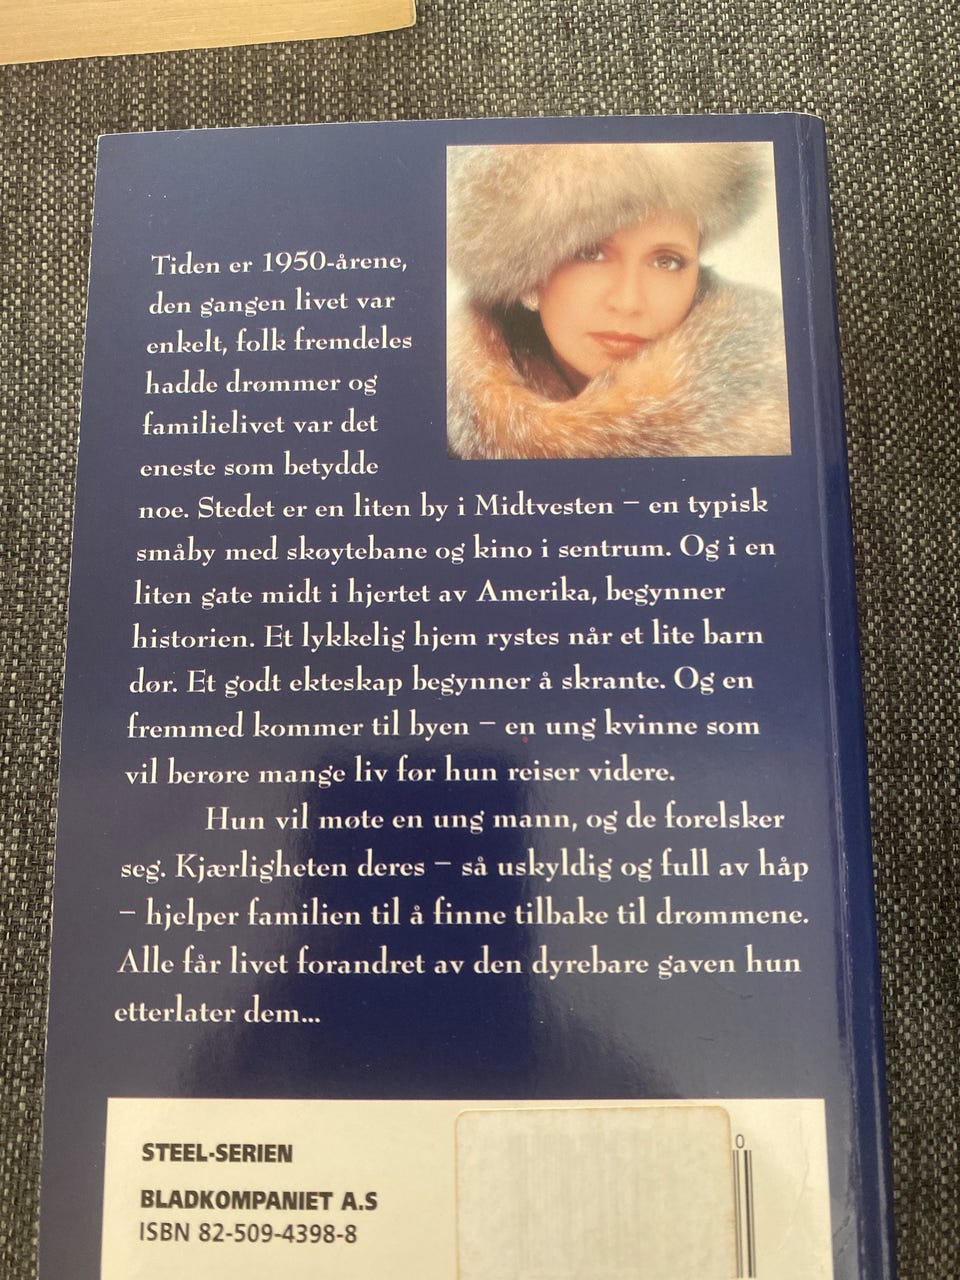 Tiden er 1950-årene,
den gangen livet var
enkelt, folk fremdeles
hadde drømmer og
familielivet var det
eneste som betydde
noe. Stedet er en liten by i Midtvesten – en typisk
småby med skøytebane og kino i sentrum. Og i en
liten gate midt i hjertet av Amerika, begynner
historien. Et lykkelig hjem rystes når et lite barn
dør. Et godt ekteskap begynner å skrante. Og en
fremmed kommer til byen – en ung kvinne som
vil berøre mange liv før hun reiser videre.
Hun vil møte en ung mann, og de forelsker
seg. Kjærligheten deres – så uskyldig og full av håp
– hjelper familien til å finne tilbake til drømmene.
Alle får livet forandret av den dyrebare gaven hun
etterlater dem...
STEEL-SERIEN
BLADKOMPANIET A.S
ISBN 82-509-4398-8
0